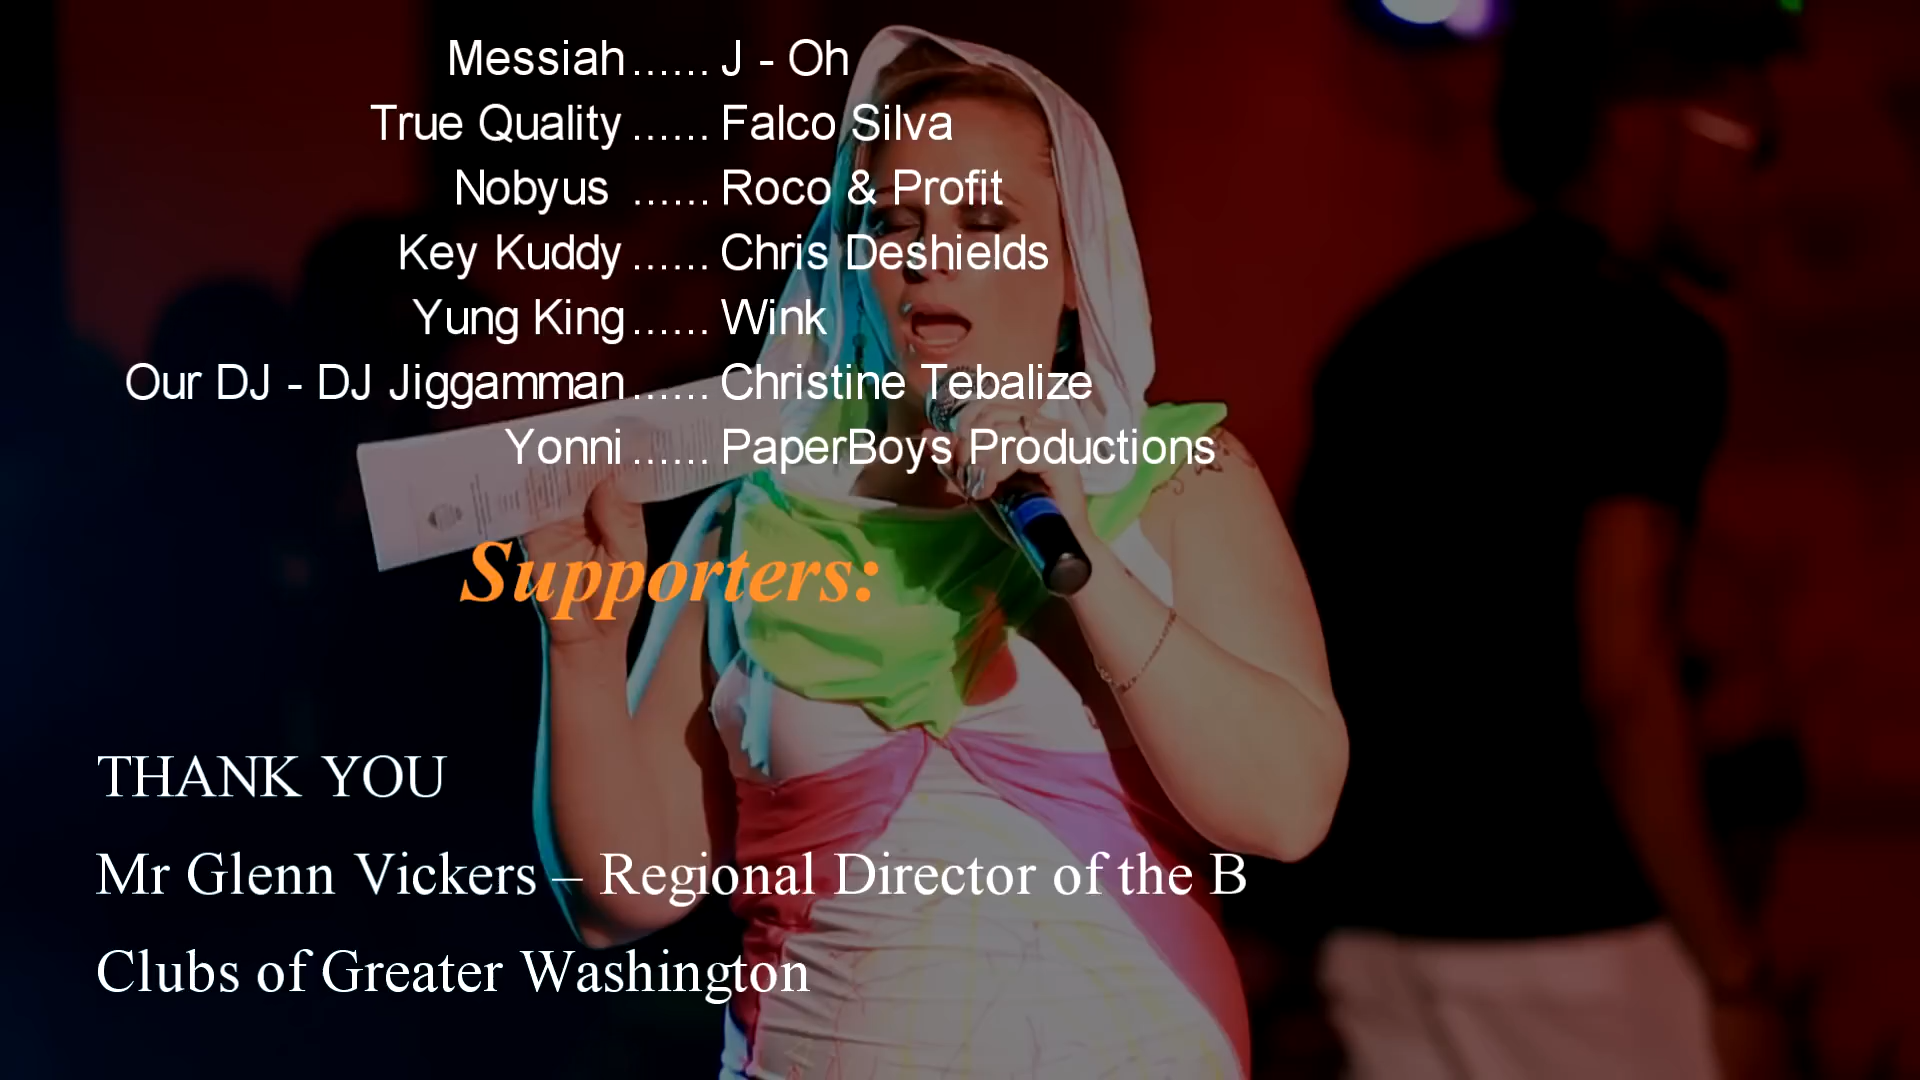 Messiah ...... J - Oh
True Quality ...... Falco Silva
Nobyus ...... Roco & Profit
Key Kuddy ...... Chris Deshields
Yung King ...... Wink
Our DJ - DJ Jiggamman ...... Christine Tebalize
Yonni ...... PaperBoys Productions
Supporters:
THANK YOU
Mr Glenn Vickers – Regional Director of the B
Clubs of Greater Washington